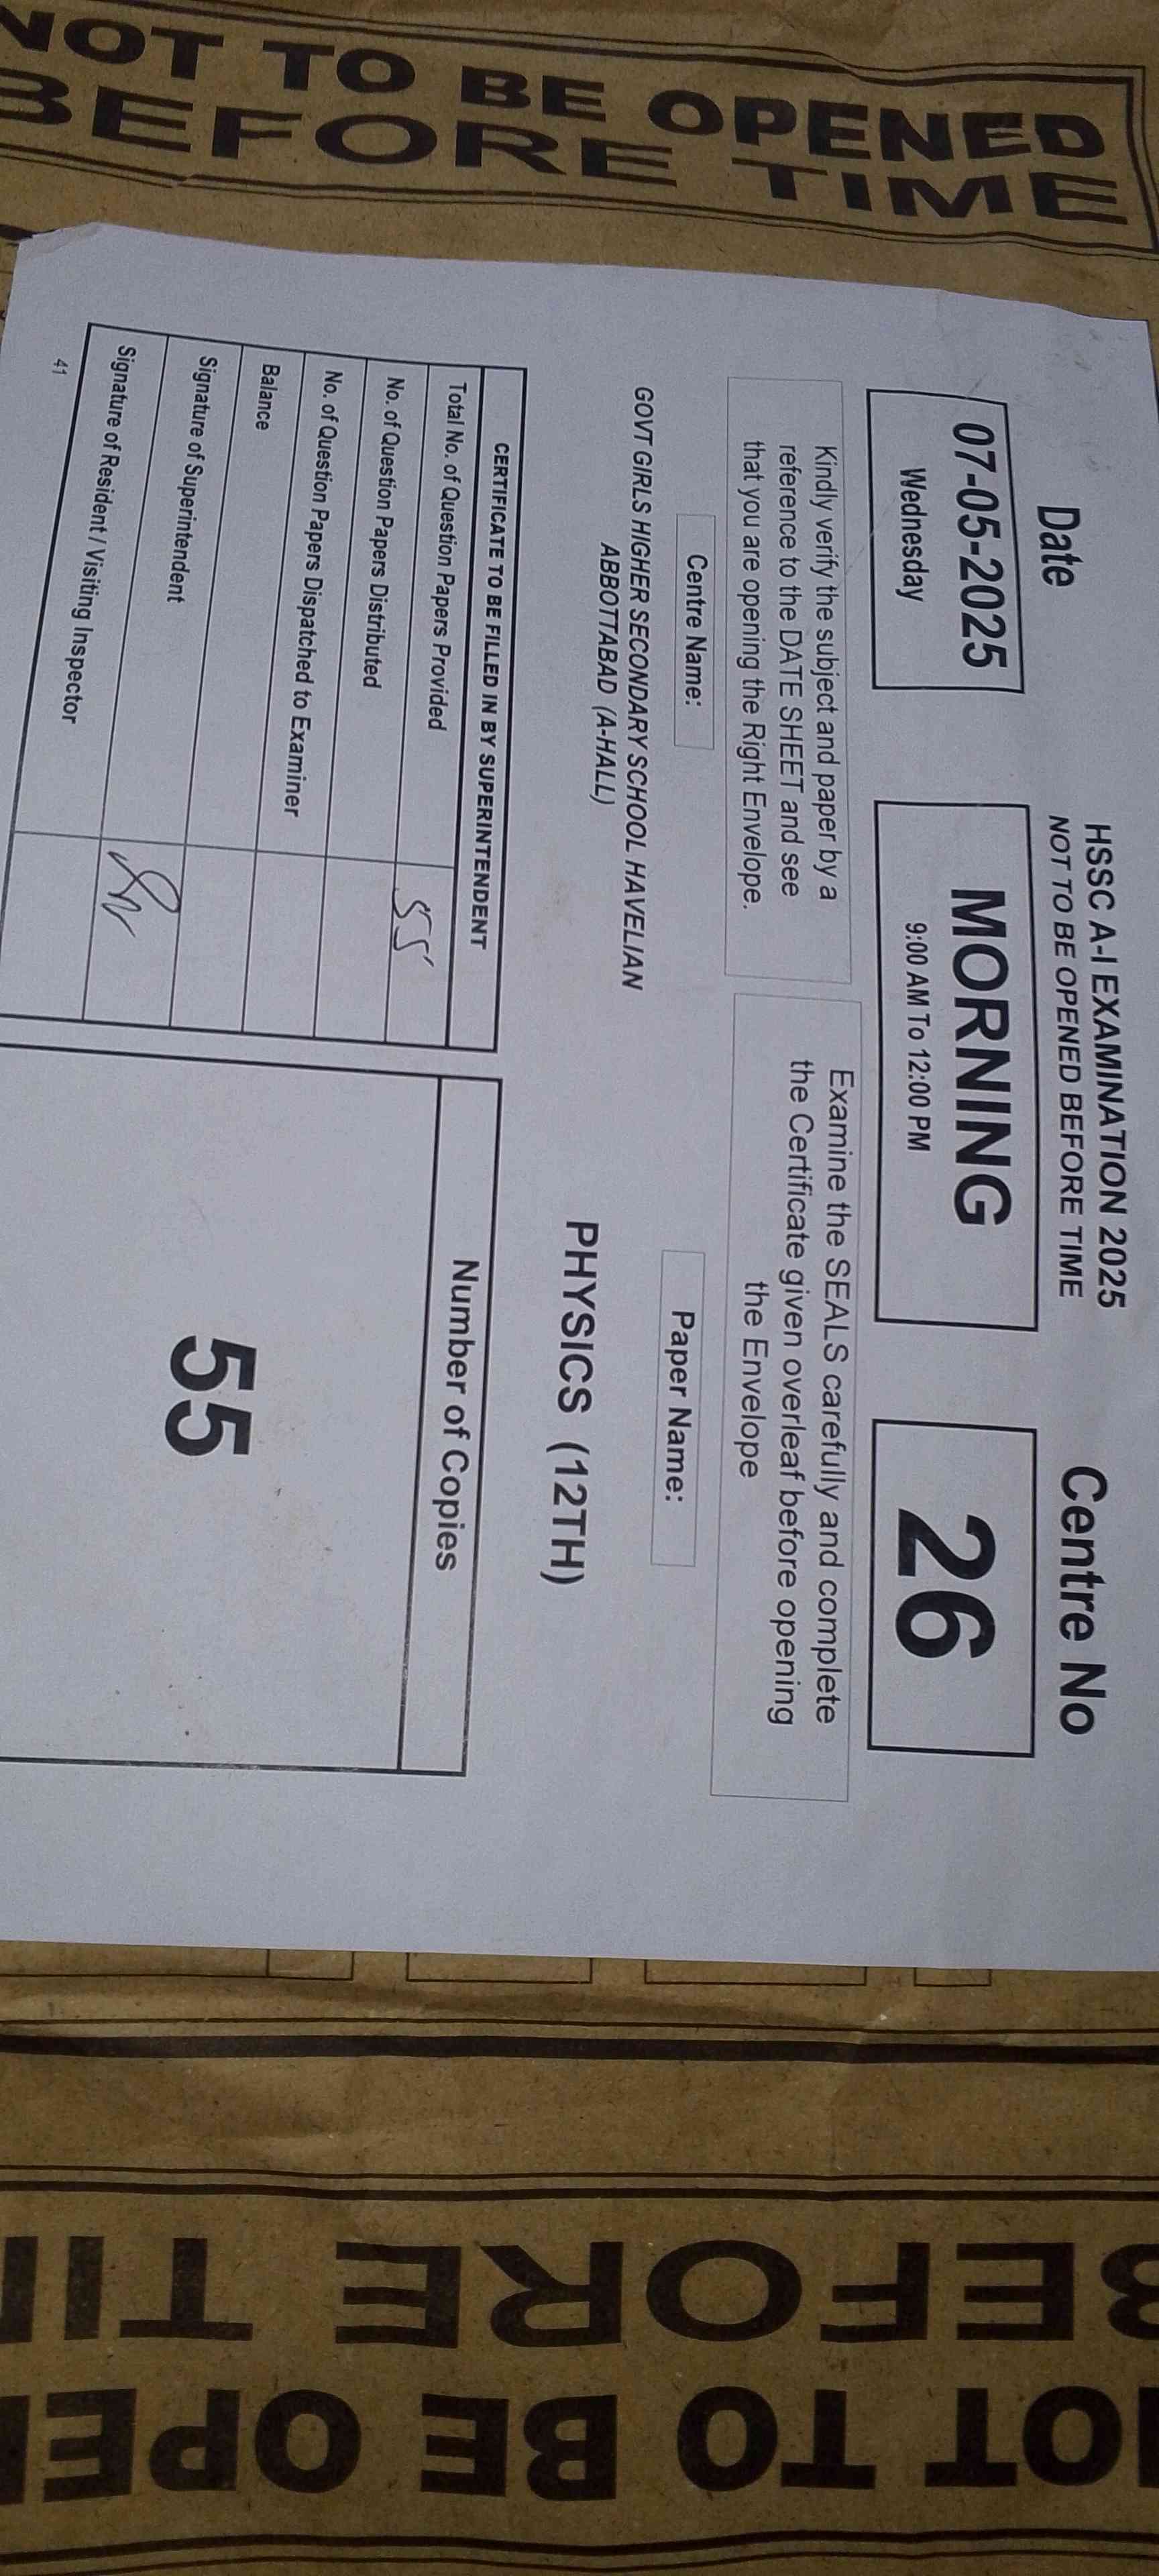 NOT TO BE OPENED
BEFORE TIME
HSSC A-I EXAMINATION 2025
NOT TO BE OPENED BEFORE TIME
Date
07-05-2025
Wednesday
MORNING
9:00 AM To 12:00 PM
Centre No
26
Kindly verify the subject and paper by a
reference to the DATE SHEET and see
that you are opening the Right Envelope.
Examine the SEALS carefully and complete
the Certificate given overleaf before opening
the Envelope
Centre Name:
GOVT GIRLS HIGHER SECONDARY SCHOOL HAVELIAN
ABBOTTABAD (A-HALL)
Paper Name:
PHYSICS (12TH)
CERTIFICATE TO BE FILLED IN BY SUPERINTENDENT
Total No. of Question Papers Provided 55
No. of Question Papers Distributed
No. of Question Papers Dispatched to Examiner
Balance
Signature of Superintendent
Signature of Resident / Visiting Inspector
41
Number of Copies
55
OT TO BE OPE
EFORE TI